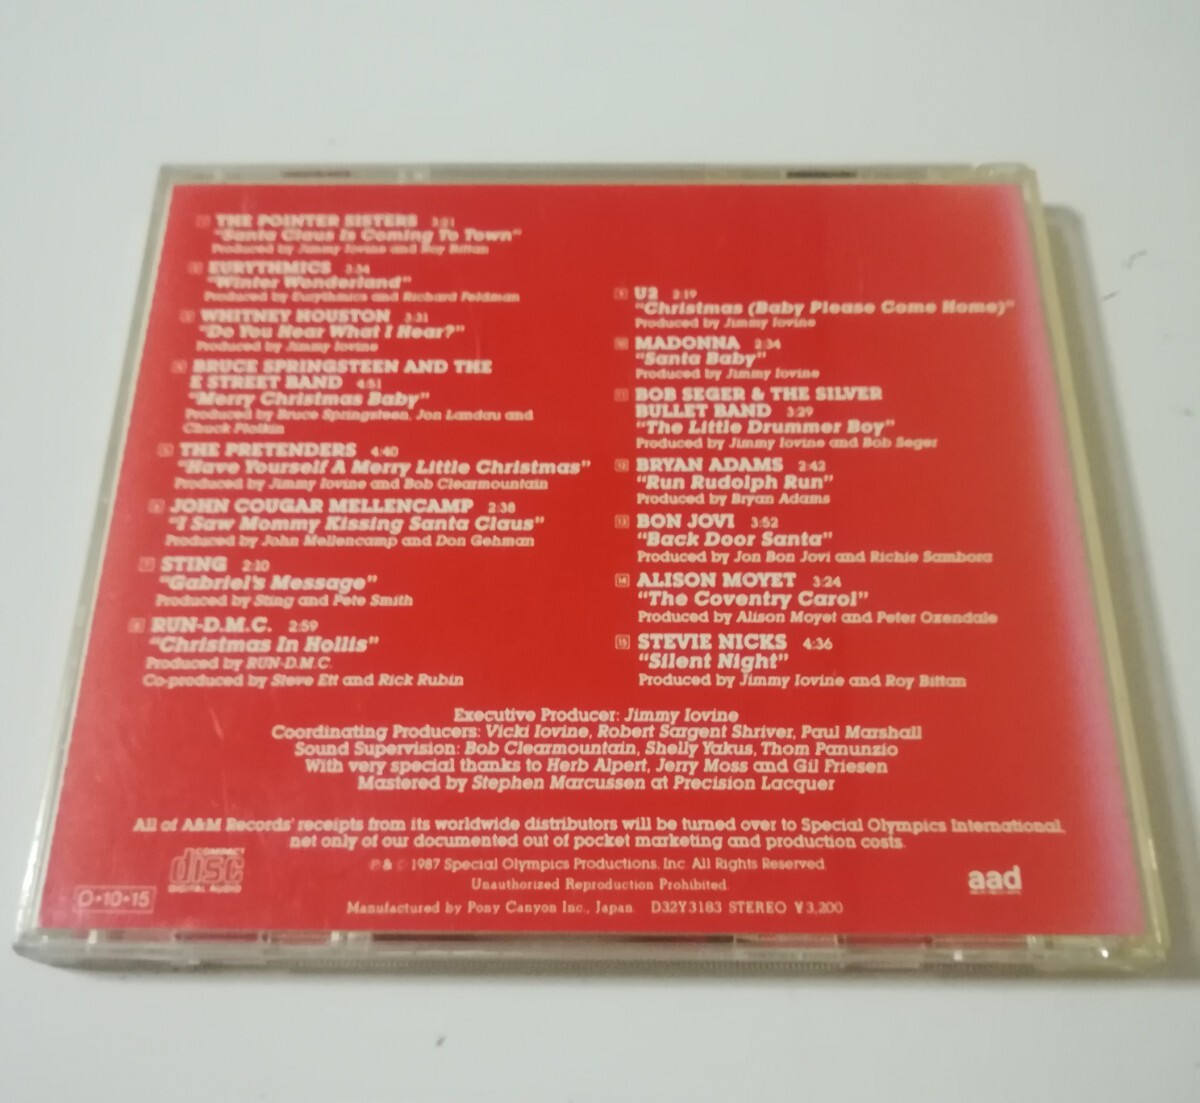 1 THE POINTER SISTERS 3:21
"Santa Claus Is Coming To Town"
Produced by Jimmy Iovine and Roy Bittan
2 EURYTHMICS 3:34
"Winter Wonderland"
Produced by Eurythmics and Richard Feldman
3 WHITNEY HOUSTON 3:31
"Do You Hear What I Hear?"
Produced by Jimmy Iovine
4 BRUCE SPRINGSTEEN AND THE
E STREET BAND 4:51
"Merry Christmas Baby"
Produced by Bruce Springsteen, Jon Landau and
Chuck Plotkin
5 THE PRETENDERS 4:40
"Have Yourself A Merry Little Christmas"
Produced by Jimmy Iovine and Bob Clearmountain
6 JOHN COUGAR MELLENCAMP 2:38
"I Saw Mommy Kissing Santa Claus"
Produced by John Mellencamp and Don Gehman
7 STING 2:10
"Gabriel's Message"
Produced by Sting and Pete Smith
8 RUN-D.M.C. 2:59
"Christmas In Hollis"
Produced by RUN-D.M.C.
Co-produced by Steve Ett and Rick Rubin
9 U2 2:19
"Christmas (Baby Please Come Home)"
Produced by Jimmy Iovine
10 MADONNA 2:34
"Santa Baby"
Produced by Jimmy Iovine
11 BOB SEGER & THE SILVER
BULLET BAND 3:29
"The Little Drummer Boy"
Produced by Jimmy Iovine and Bob Seger
12 BRYAN ADAMS 2:42
"Run Rudolph Run"
Produced by Bryan Adams
13 BON JOVI 3:52
"Back Door Santa"
Produced by Jon Bon Jovi and Richie Sambora
14 ALISON MOYET 3:24
"The Coventry Carol"
Produced by Alison Moyet and Peter Oxendale
15 STEVIE NICKS 4:36
"Silent Night"
Produced by Jimmy Iovine and Roy Bittan
Executive Producer: Jimmy Iovine
Coordinating Producers: Vicki Iovine, Robert Sargent Shriver, Paul Marshall
Sound Supervision: Bob Clearmountain, Shelly Yakus, Thom Panunzio
With very special thanks to Herb Alpert, Jerry Moss and Gil Friesen
Mastered by Stephen Marcussen at Precision Lacquer
All of A&M Records' receipts from its worldwide distributors will be turned over to Special Olympics International,
net only of our documented out of pocket marketing and production costs.
COMPACT
disc
DIGITAL AUDIO
℗ & © 1987 Special Olympics Productions, Inc. All Rights Reserved.
Unauthorized Reproduction Prohibited.
Manufactured by Pony Canyon Inc., Japan. D32Y3183 STEREO ¥3,200
D•10•15
aad